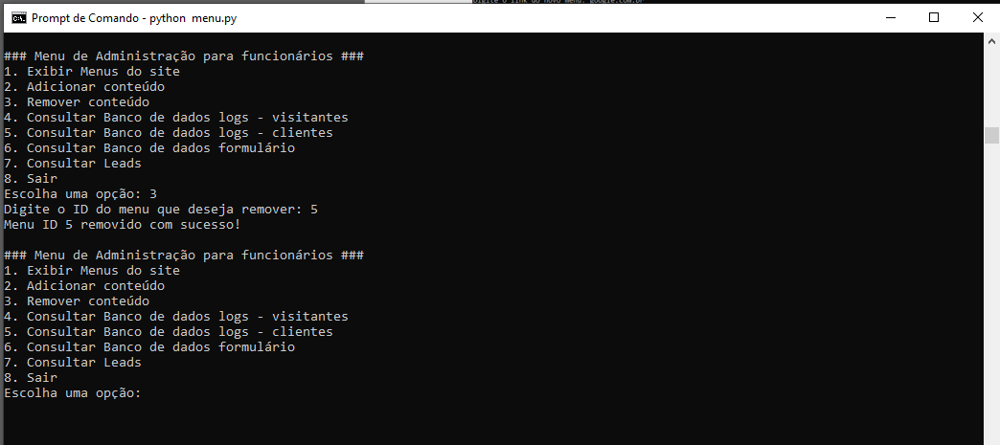 Digite o link do novo menu: google.com.br
Prompt de Comando - python  menu.py
### Menu de Administração para funcionários ###
1. Exibir Menus do site
2. Adicionar conteúdo
3. Remover conteúdo
4. Consultar Banco de dados logs - visitantes
5. Consultar Banco de dados logs - clientes
6. Consultar Banco de dados formulário
7. Consultar Leads
8. Sair
Escolha uma opção: 3
Digite o ID do menu que deseja remover: 5
Menu ID 5 removido com sucesso!
### Menu de Administração para funcionários ###
1. Exibir Menus do site
2. Adicionar conteúdo
3. Remover conteúdo
4. Consultar Banco de dados logs - visitantes
5. Consultar Banco de dados logs - clientes
6. Consultar Banco de dados formulário
7. Consultar Leads
8. Sair
Escolha uma opção: